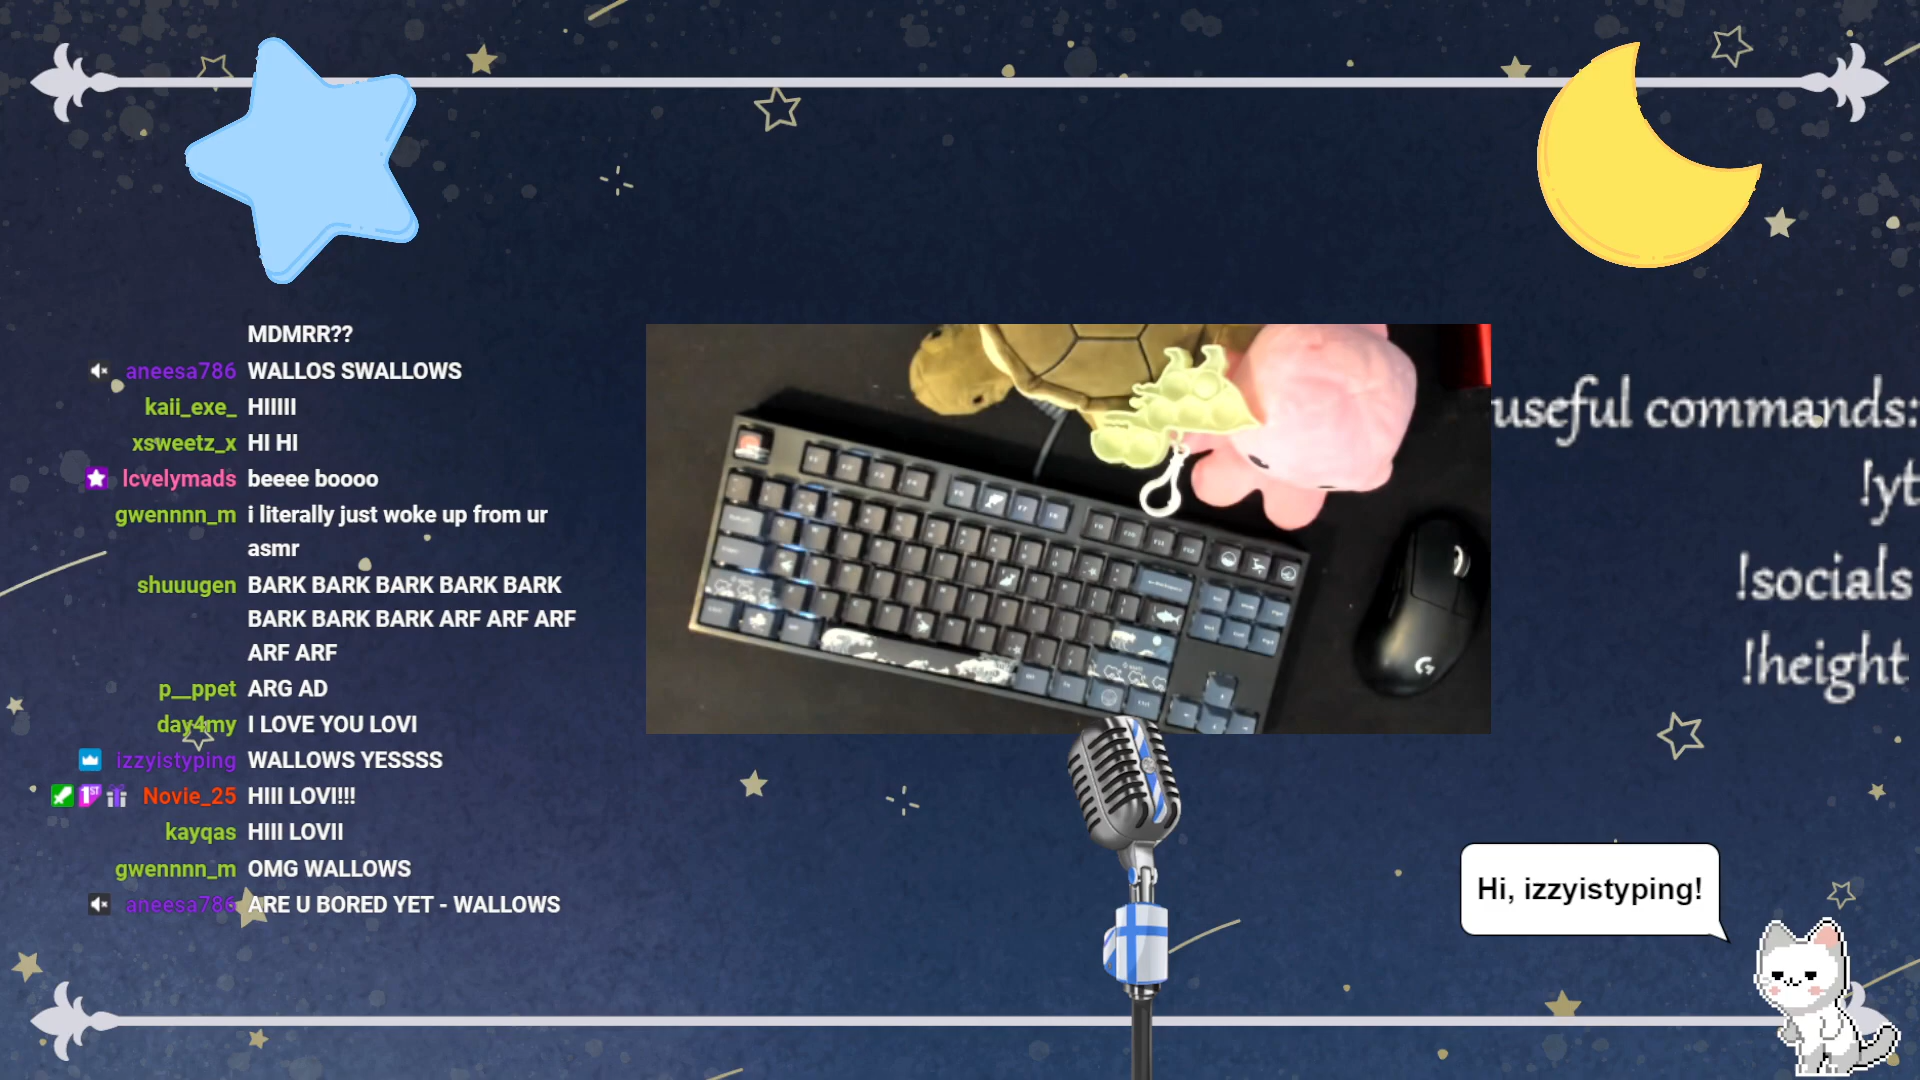 MDMRR??
aneesa786 WALLOS SWALLOWS
kaii_exe_ HIIIII
xsweetz_x HI HI
lcvelymads beeee boooo
gwennnn_m i literally just woke up from ur
asmr
shuuugen BARK BARK BARK BARK BARK
BARK BARK BARK ARF ARF ARF
ARF ARF
p__ppet ARG AD
day4my I LOVE YOU LOVI
izzyistyping WALLOWS YESSSS
1ST Novie_25 HIII LOVI!!!
kayqas HIII LOVII
gwennnn_m OMG WALLOWS
aneesa786 ARE U BORED YET - WALLOWS
useful commands:
!yt
!socials
!height
G
Hi, izzyistyping!